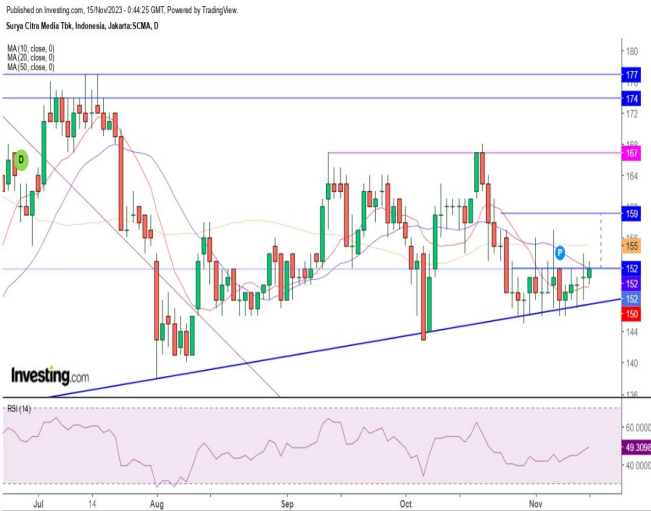 Published on Investing.com, 15/Nov/2023 - 0:44:25 GMT, Powered by TradingView.
Surya Citra Media Tbk, Indonesia, Jakarta:SCMA, D
MA (10, close, 0)
MA (20, close, 0)
MA (50, close, 0)
180
177
174
172
168
167
164
159
155
152
152
152
150
144
140
136
D
P
Investing.com
RSI (14)
60.0000
49.3098
40.0000
Jul
14
Aug
Sep
Oct
Nov